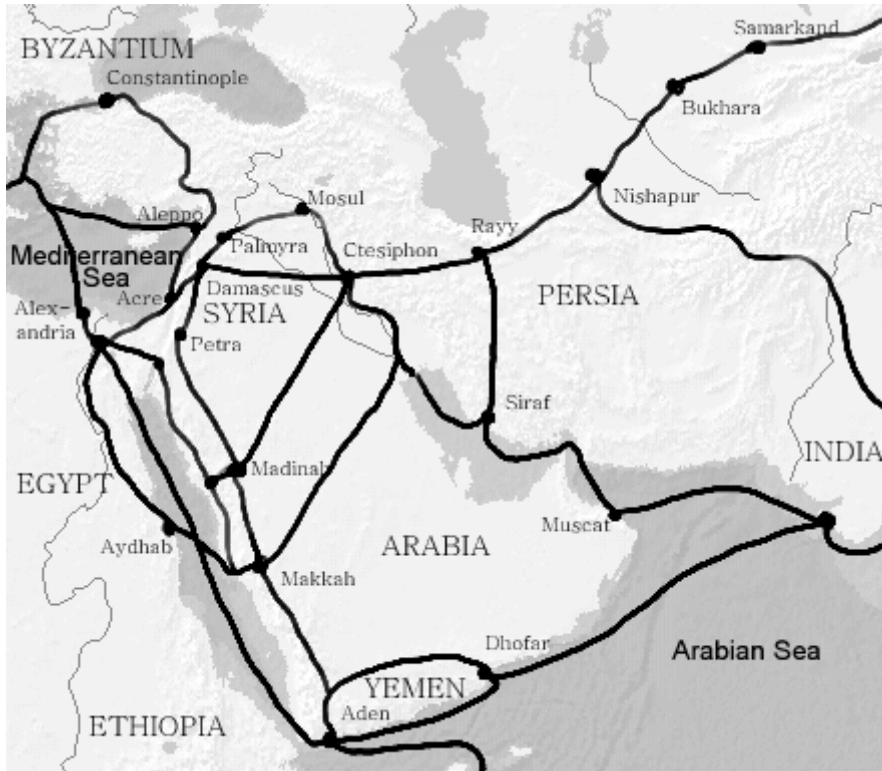 Samarkand
BYZANTIUM
Constantinople
Bukhara
Nishapur
Mosul
Aleppo
Rayy
Palmyra
Ctesiphon
Mediterranean
Sea
Acre
Damascus
PERSIA
Alex-
andria
SYRIA
Petra
Siraf
INDIA
Madinah
EGYPT
Muscat
Aydhab
ARABIA
Makkah
Dhofar
Arabian Sea
YEMEN
ETHIOPIA
Aden